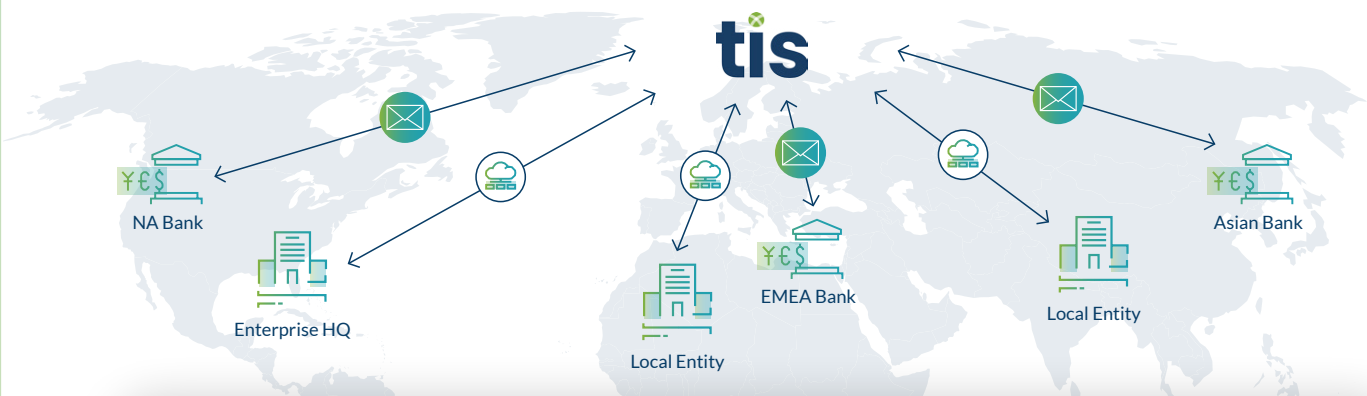 tis
¥€$
NA Bank
Enterprise HQ
Local Entity
¥€$
EMEA Bank
Local Entity
¥€$
Asian Bank